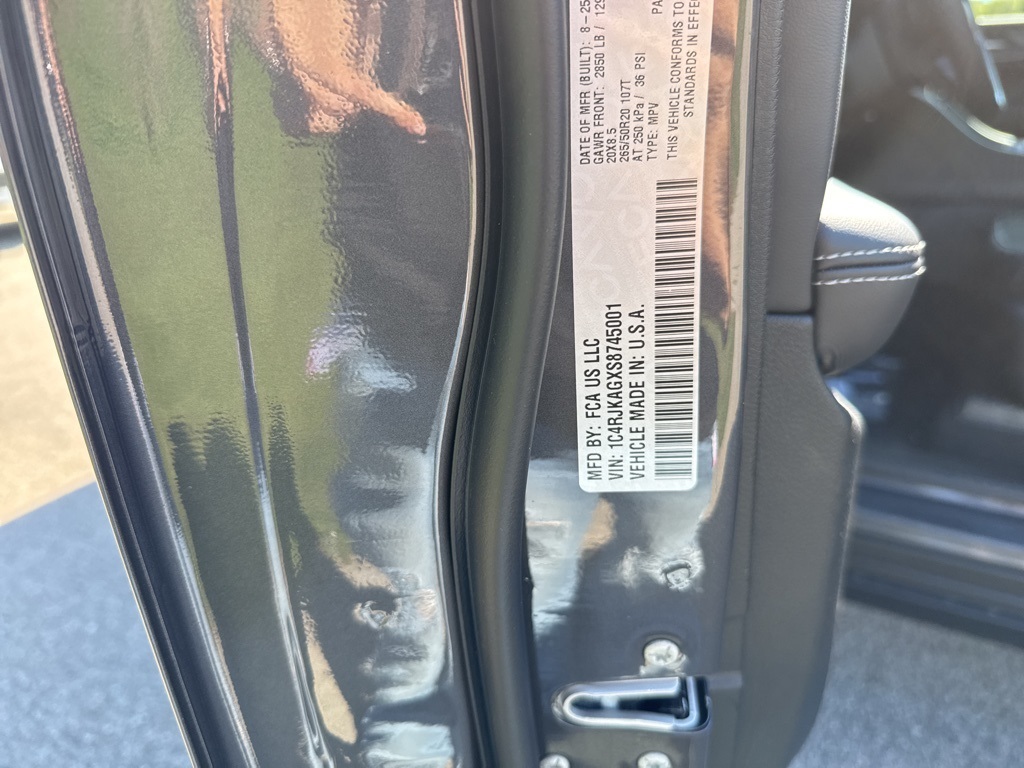 MFD BY: FCA US LLC
VIN: 1C4RJKAGXS8745001
VEHICLE MADE IN: U.S.A.
DATE OF MFR (BUILT): 8-25
GAWR FRONT: 2850 LB / 129
20X8.5
265/50R20 107T
AT 250 kPa / 36 PSI
TYPE: MPV
PA
THIS VEHICLE CONFORMS TO
STANDARDS IN EFFE